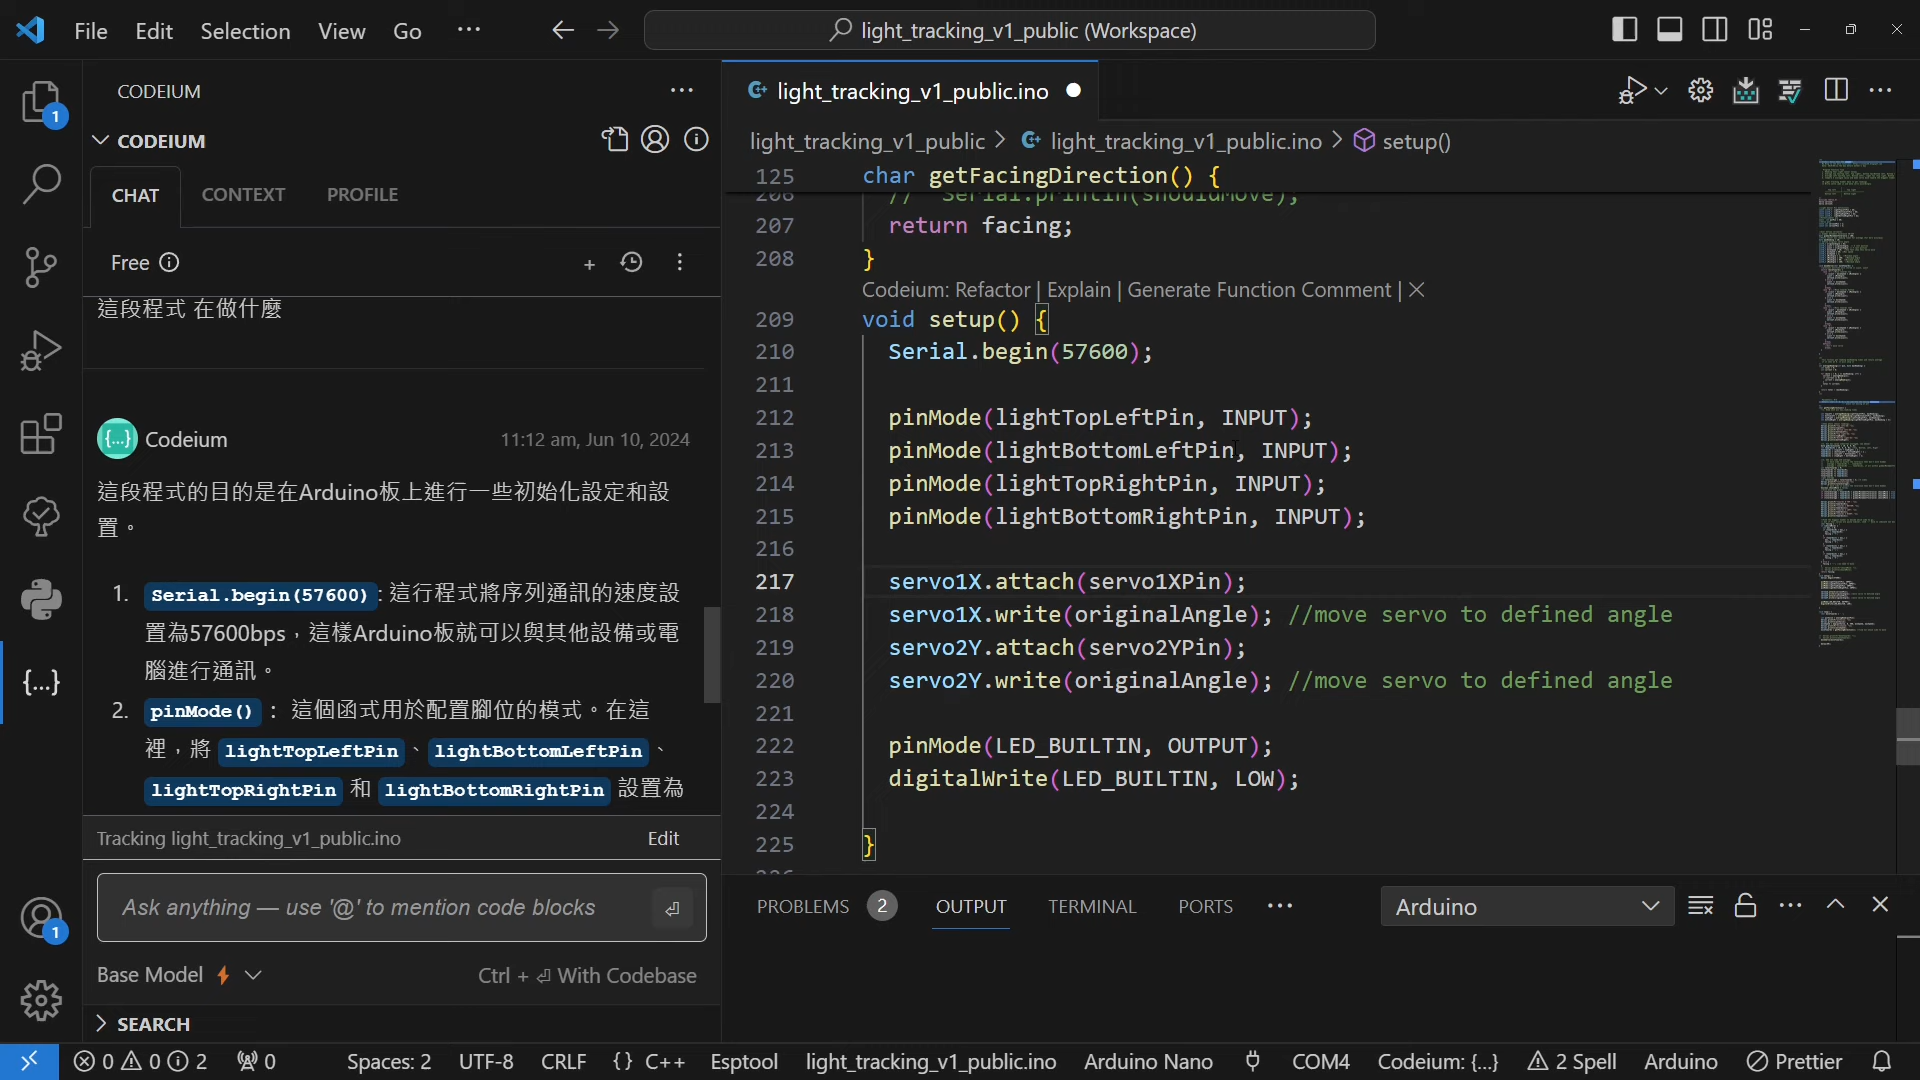 File Edit Selection View Go ···
light_tracking_v1_public (Workspace)
CODEIUM ···
CODEIUM
CHAT CONTEXT PROFILE
Free
這段程式 在做什麼
Codeium 11:12 am, Jun 10, 2024
這段程式的目的是在Arduino板上進行一些初始化設定和設
置。
1. Serial.begin(57600) : 這行程式將序列通訊的速度設
置為57600bps，這樣Arduino板就可以與其他設備或電
腦進行通訊。
2. pinMode() ： 這個函式用於配置腳位的模式。在這
裡，將 lightTopLeftPin 、 lightBottomLeftPin 、
lightTopRightPin 和 lightBottomRightPin 設置為
Tracking light_tracking_v1_public.ino Edit
Ask anything — use '@' to mention code blocks
Base Model Ctrl + ⏎ With Codebase
SEARCH
1
1
light_tracking_v1_public.ino
light_tracking_v1_public > light_tracking_v1_public.ino > setup()
125 char getFacingDirection() {
206 // Serial.println(shouldMove);
207 return facing;
208 }
Codeium: Refactor | Explain | Generate Function Comment | ×
209 void setup() {
210 Serial.begin(57600);
211
212 pinMode(lightTopLeftPin, INPUT);
213 pinMode(lightBottomLeftPin, INPUT);
214 pinMode(lightTopRightPin, INPUT);
215 pinMode(lightBottomRightPin, INPUT);
216
217 servo1X.attach(servo1XPin);
218 servo1X.write(originalAngle); //move servo to defined angle
219 servo2Y.attach(servo2YPin);
220 servo2Y.write(originalAngle); //move servo to defined angle
221
222 pinMode(LED_BUILTIN, OUTPUT);
223 digitalWrite(LED_BUILTIN, LOW);
224
225 }
PROBLEMS 2 OUTPUT TERMINAL PORTS ··· Arduino
0 0 2 0 Spaces: 2 UTF-8 CRLF {} C++ Esptool light_tracking_v1_public.ino Arduino Nano COM4 Codeium: {...} 2 Spell Arduino Prettier